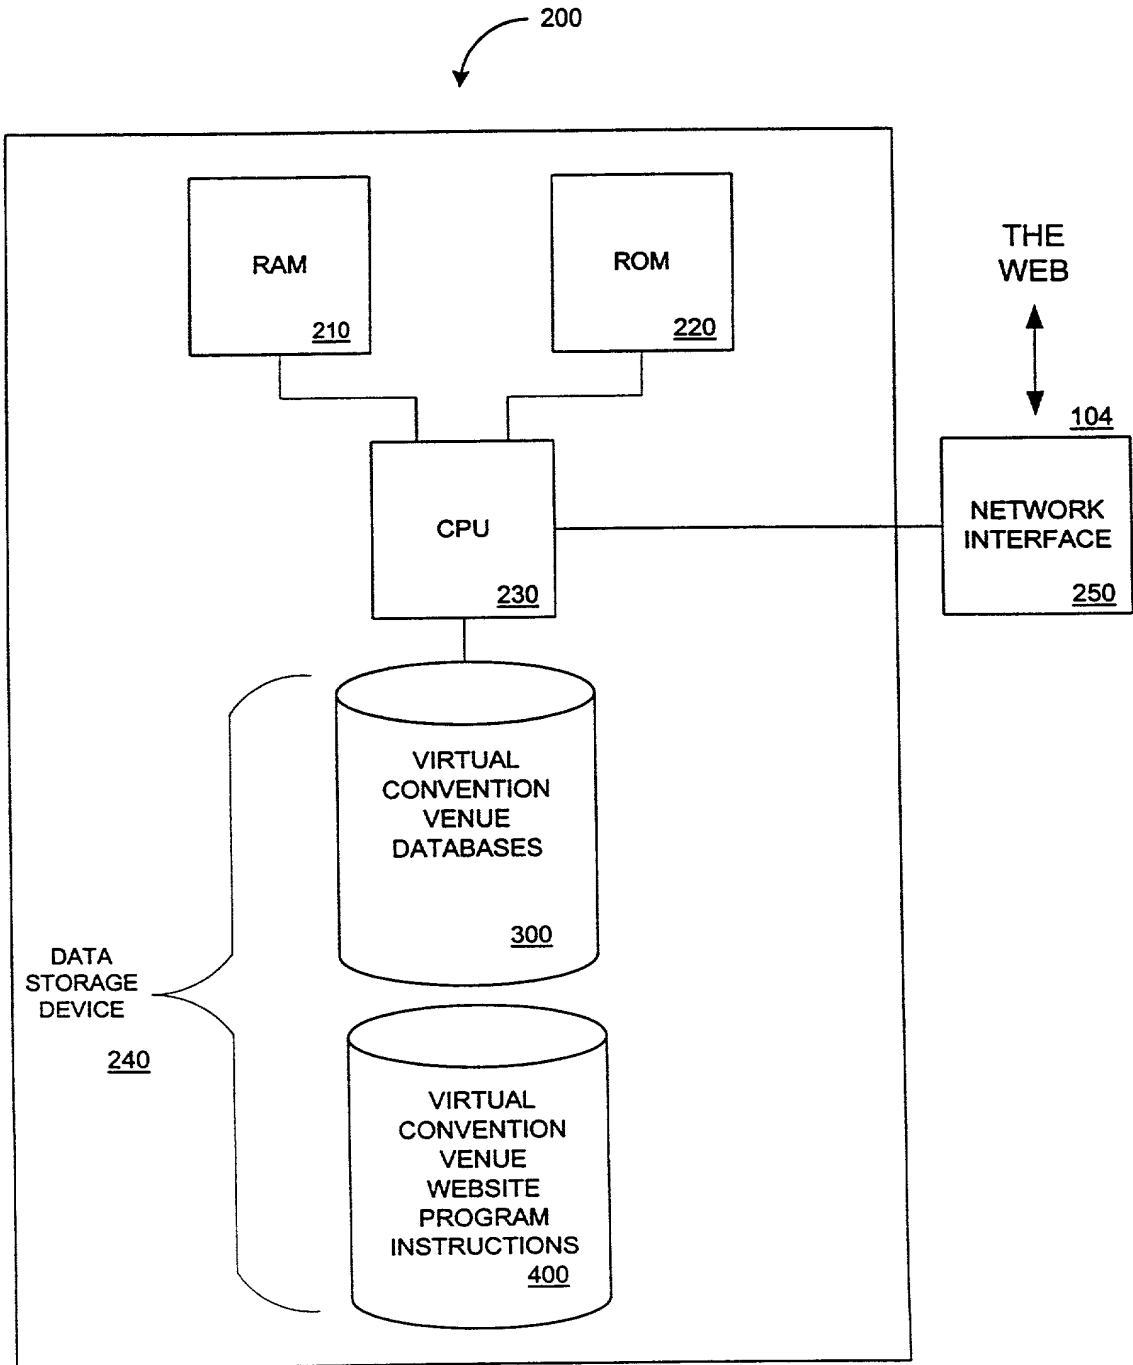 200
RAM
210
ROM
220
THE
WEB
104
CPU
230
NETWORK
INTERFACE
250
VIRTUAL
CONVENTION
VENUE
DATABASES
300
DATA
STORAGE
DEVICE
240
VIRTUAL
CONVENTION
VENUE
WEBSITE
PROGRAM
INSTRUCTIONS
400